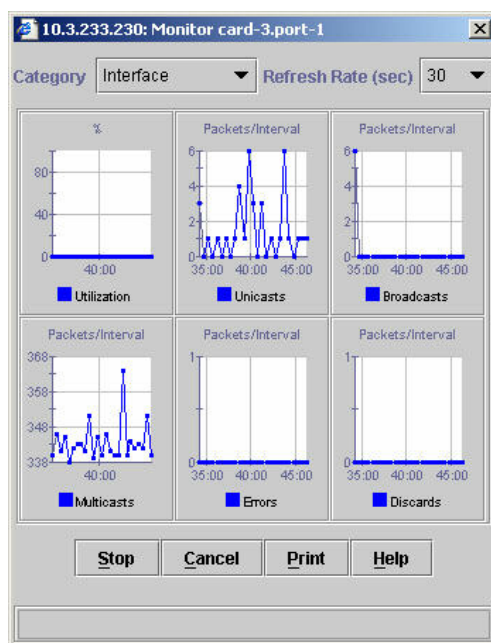 10.3.233.230: Monitor card-3.port-1
Category Interface Refresh Rate (sec) 30
% Packets/Interval Packets/Interval
80 6 6
4 4
40
2 2
0 0 0
40:00 35:00 40:00 45:00 35:00 40:00 45:00
Utilization Unicasts Broadcasts
Packets/Interval Packets/Interval Packets/Interval
368 1 1
358
348
338 0 0
40:00 35:00 40:00 45:00 35:00 40:00 45:00
Multicasts Errors Discards
Stop Cancel Print Help